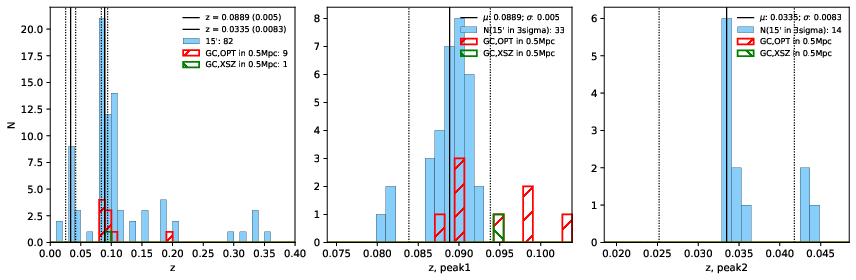 z = 0.0889 (0.005)
z = 0.0335 (0.0083)
15': 82
GC,OPT in 0.5Mpc: 9
GC,XSZ in 0.5Mpc: 1
N
20.0
17.5
15.0
12.5
10.0
7.5
5.0
2.5
0.0
0.00 0.05 0.10 0.15 0.20 0.25 0.30 0.35 0.40
z
μ: 0.0889; σ: 0.005
N(15' in 3sigma): 33
GC,OPT in 0.5Mpc
GC,XSZ in 0.5Mpc
8
7
6
5
4
3
2
1
0
0.075 0.080 0.085 0.090 0.095 0.100
z, peak1
μ: 0.0335; σ: 0.0083
N(15' in 3sigma): 14
GC,OPT in 0.5Mpc
GC,XSZ in 0.5Mpc
6
5
4
3
2
1
0
0.020 0.025 0.030 0.035 0.040 0.045
z, peak2